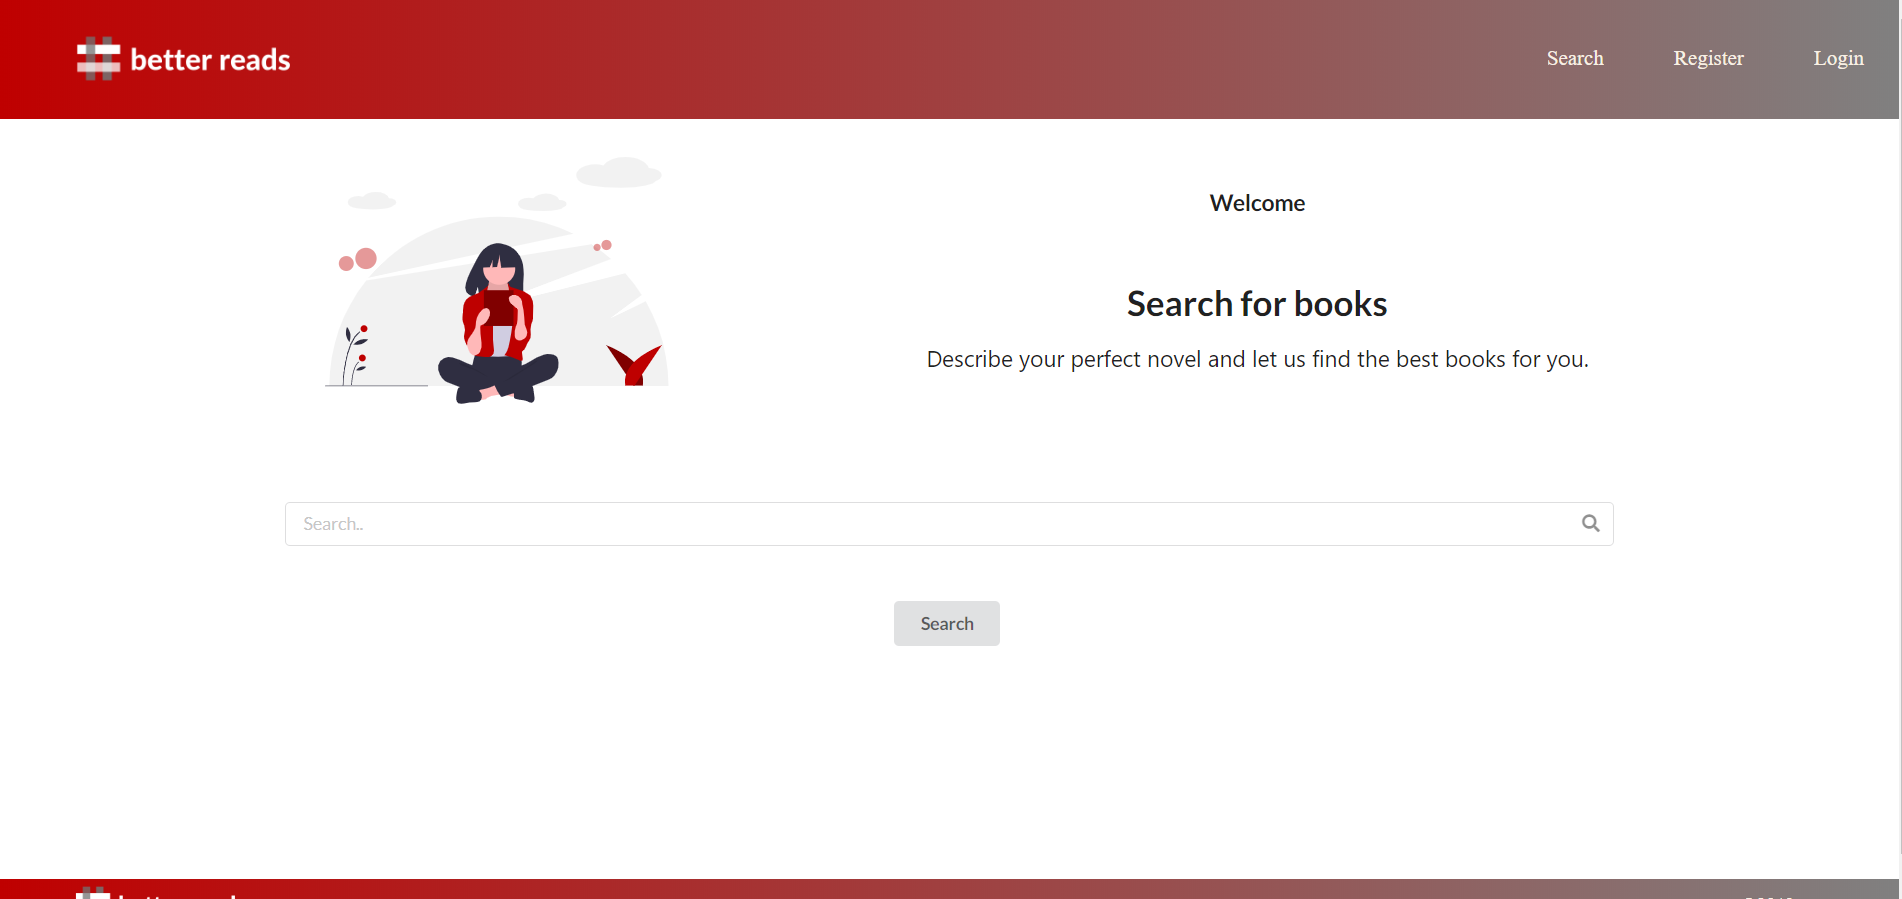 better reads
Search
Register
Login
Welcome
Search for books
Describe your perfect novel and let us find the best books for you.
Search..
Search